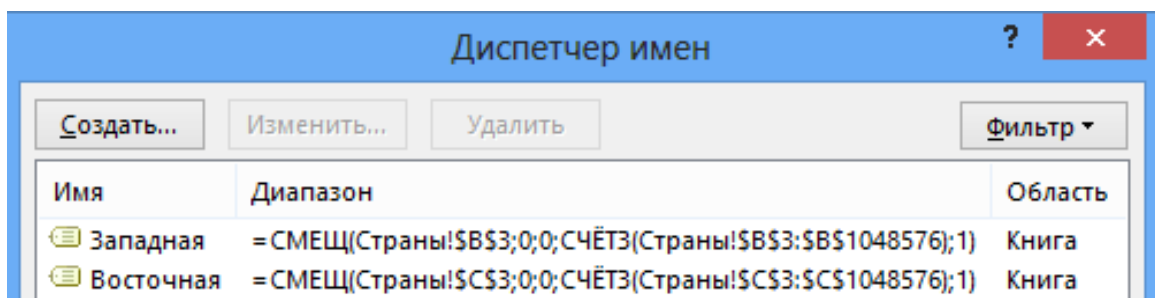 Диспетчер имен ? ×
Создать... Изменить... Удалить Фильтр
Имя Диапазон Область
Западная =СМЕЩ(Страны!$B$3;0;0;СЧЁТЗ(Страны!$B$3:$B$1048576);1) Книга
Восточная =СМЕЩ(Страны!$C$3;0;0;СЧЁТЗ(Страны!$C$3:$C$1048576);1) Книга